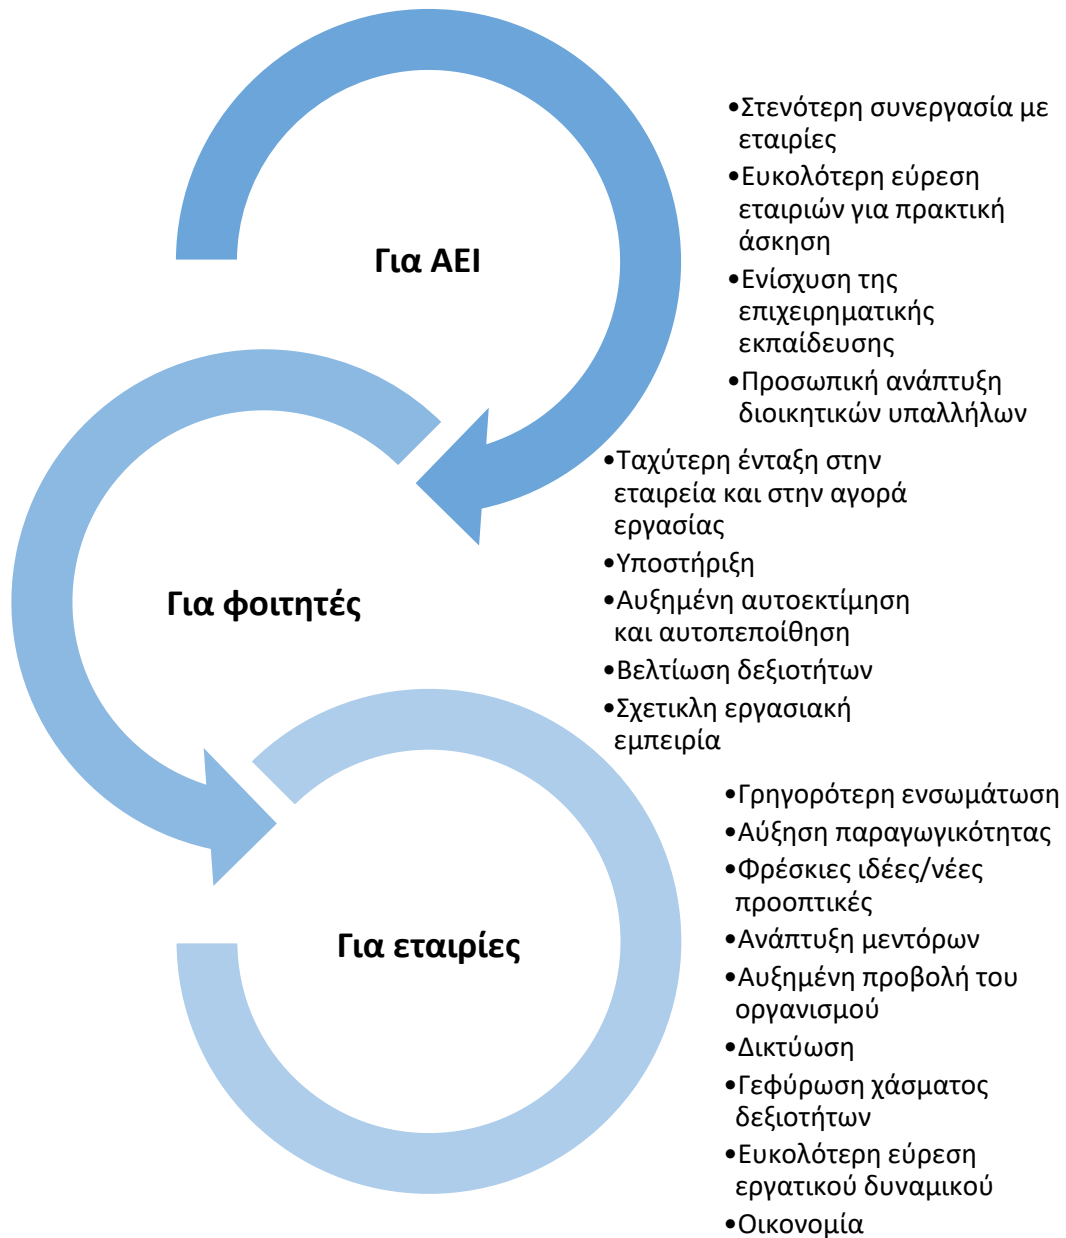 Για ΑΕΙ
•Στενότερη συνεργασία με
εταιρίες
•Ευκολότερη εύρεση
εταιριών για πρακτική
άσκηση
•Ενίσχυση της
επιχειρηματικής
εκπαίδευσης
•Προσωπική ανάπτυξη
διοικητικών υπαλλήλων
Για φοιτητές
•Ταχύτερη ένταξη στην
εταιρεία και στην αγορά
εργασίας
•Υποστήριξη
•Αυξημένη αυτοεκτίμηση
και αυτοπεποίθηση
•Βελτίωση δεξιοτήτων
•Σχετικλη εργασιακή
εμπειρία
Για εταιρίες
•Γρηγορότερη ενσωμάτωση
•Αύξηση παραγωγικότητας
•Φρέσκιες ιδέες/νέες
προοπτικές
•Ανάπτυξη μεντόρων
•Αυξημένη προβολή του
οργανισμού
•Δικτύωση
•Γεφύρωση χάσματος
δεξιοτήτων
•Ευκολότερη εύρεση
εργατικού δυναμικού
•Οικονομία